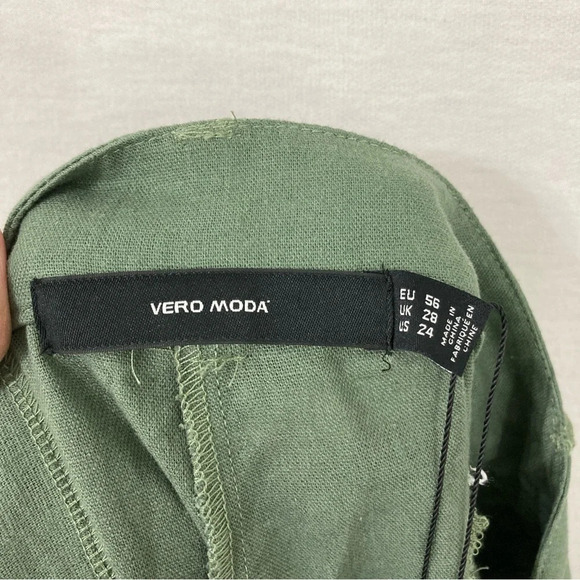 VERO MODA
EU 56
UK 28
US 24
MADE IN
CHINA
FABRIQUÉ EN
CHINE